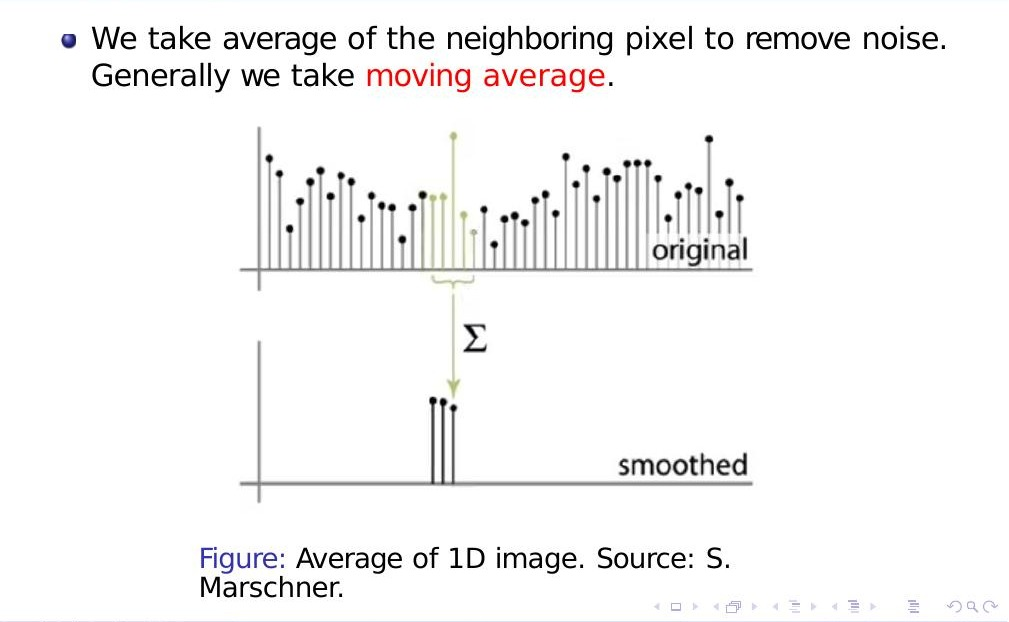 We take average of the neighboring pixel to remove noise.
Generally we take moving average.
original
Σ
smoothed
Figure: Average of 1D image. Source: S.
Marschner.